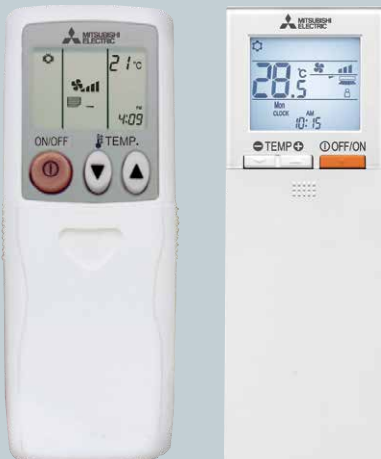 MITSUBISHI
ELECTRIC
21°C
PM
4:09
ON/OFF
TEMP.
MITSUBISHI
ELECTRIC
28.5 °C
Mon
CLOCK AM
10:15
TEMP
OFF/ON